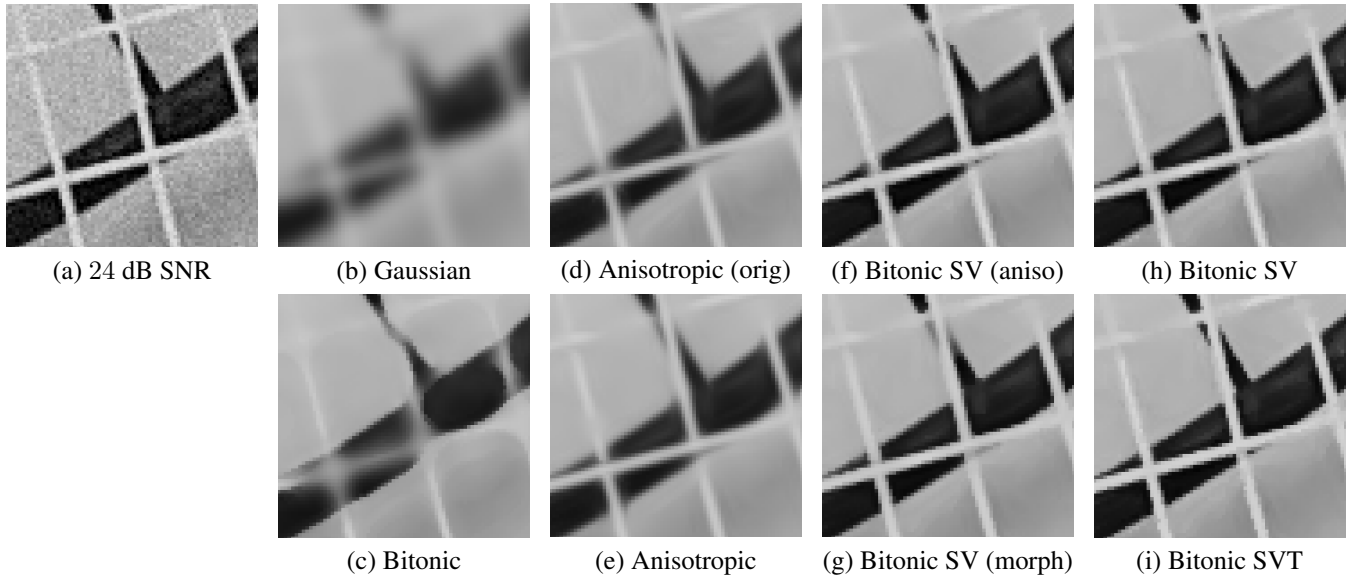 (a) 24 dB SNR
(b) Gaussian
(d) Anisotropic (orig)
(f) Bitonic SV (aniso)
(h) Bitonic SV
(c) Bitonic
(e) Anisotropic
(g) Bitonic SV (morph)
(i) Bitonic SVT